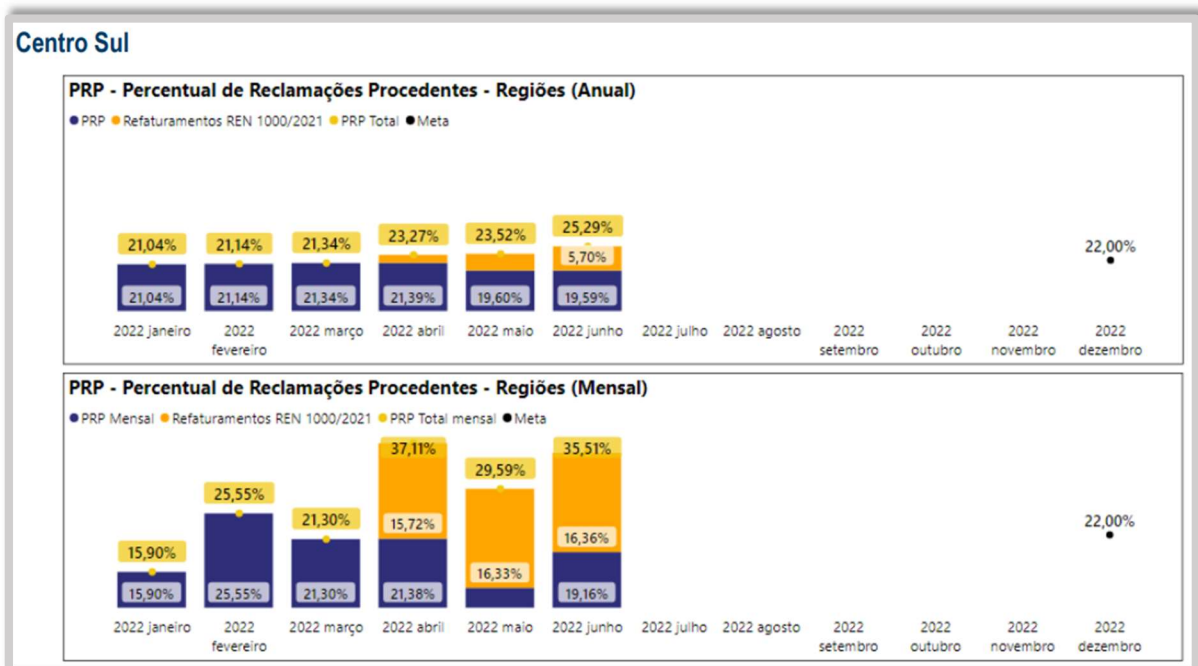 Centro Sul
PRP - Percentual de Reclamações Procedentes - Regiões (Anual)
PRP Refaturamentos REN 1000/2021 PRP Total Meta
21,04% 21,14% 21,34% 23,27% 23,52% 25,29%
5,70%
22,00%
21,04% 21,14% 21,34% 21,39% 19,60% 19,59%
2022 janeiro 2022 fevereiro 2022 março 2022 abril 2022 maio 2022 junho 2022 julho 2022 agosto 2022 setembro 2022 outubro 2022 novembro 2022 dezembro
PRP - Percentual de Reclamações Procedentes - Regiões (Mensal)
PRP Mensal Refaturamentos REN 1000/2021 PRP Total mensal Meta
37,11% 35,51%
29,59%
25,55%
21,30% 15,72% 22,00%
16,36%
15,90%
16,33%
15,90% 25,55% 21,30% 21,38% 19,16%
2022 janeiro 2022 fevereiro 2022 março 2022 abril 2022 maio 2022 junho 2022 julho 2022 agosto 2022 setembro 2022 outubro 2022 novembro 2022 dezembro